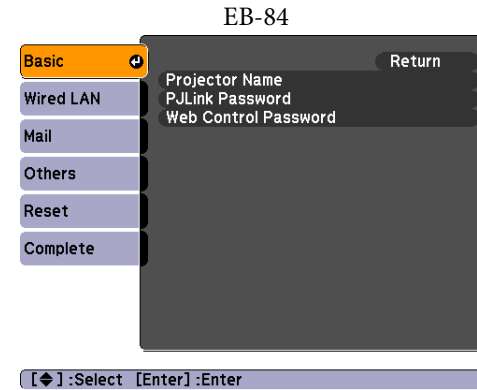 EB-84
Basic
Return
Projector Name
Wired LAN
PJLink Password
Web Control Password
Mail
Others
Reset
Complete
[◆] :Select [Enter] :Enter